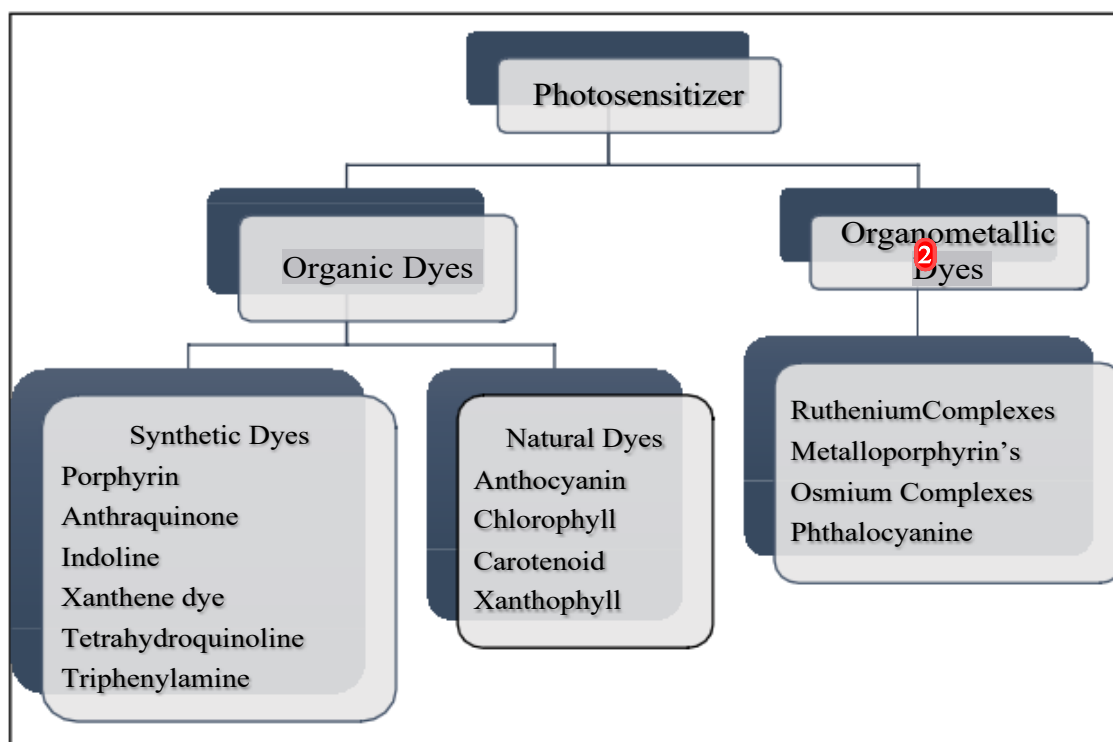 Photosensitizer
Organic Dyes
Organometallic
2
Dyes
Synthetic Dyes
Porphyrin
Anthraquinone
Indoline
Xanthene dye
Tetrahydroquinoline
Triphenylamine
Natural Dyes
Anthocyanin
Chlorophyll
Carotenoid
Xanthophyll
RutheniumComplexes
Metalloporphyrin’s
Osmium Complexes
Phthalocyanine